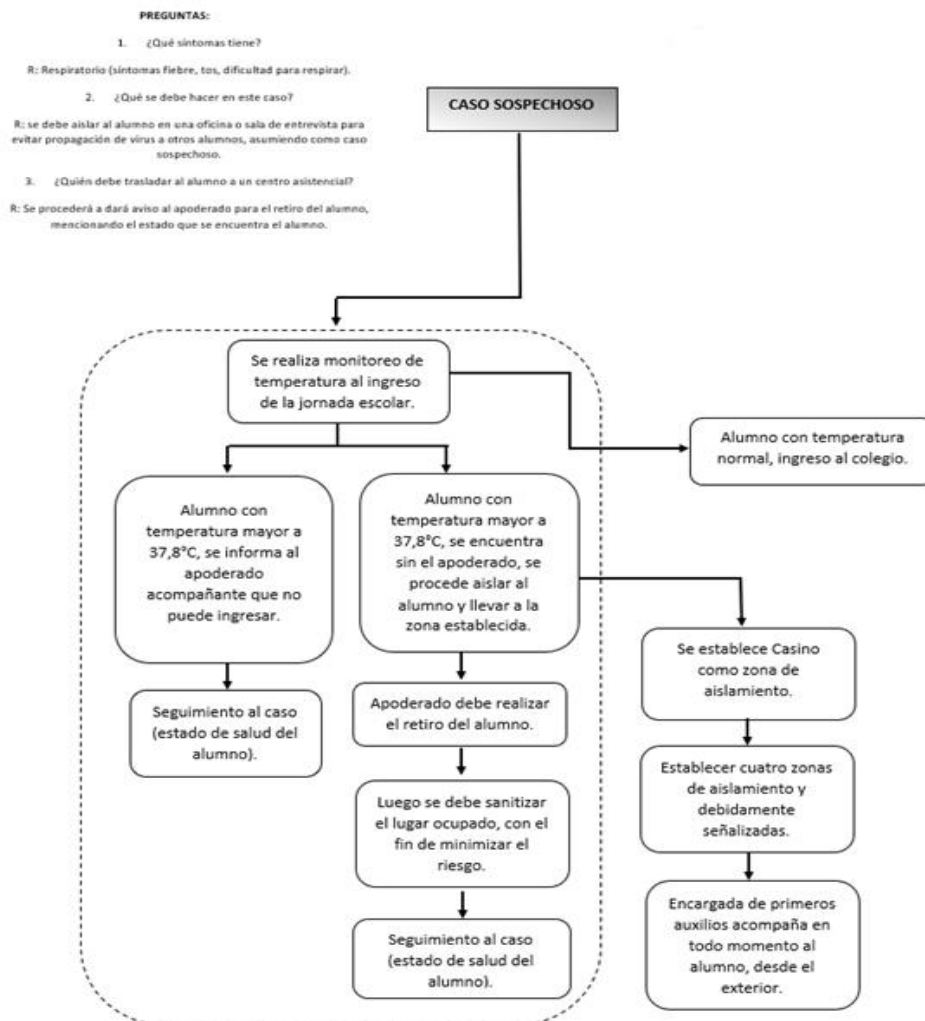 PREGUNTAS:
1. ¿Qué síntomas tiene?
R: Respiratorio (síntomas fiebre, tos, dificultad para respirar).
2. ¿Qué se debe hacer en este caso?
R: se debe aislar al alumno en una oficina o sala de entrevista para
evitar propagación de virus a otros alumnos, asumiendo como caso
sospechoso.
3. ¿Quién debe trasladar al alumno a un centro asistencial?
R: Se procederá a dará aviso al apoderado para el retiro del alumno,
mencionando el estado que se encuentra el alumno.
CASO SOSPECHOSO
Se realiza monitoreo de
temperatura al ingreso
de la jornada escolar.
Alumno con temperatura
normal, ingreso al colegio.
Alumno con
temperatura mayor a
37,8°C, se informa al
apoderado
acompañante que no
puede ingresar.
Alumno con
temperatura mayor a
37,8°C, se encuentra
sin el apoderado, se
procede aislar al
alumno y llevar a la
zona establecida.
Se establece Casino
como zona de
aislamiento.
Seguimiento al caso
(estado de salud del
alumno).
Apoderado debe realizar
el retiro del alumno.
Establecer cuatro zonas
de aislamiento y
debidamente
señalizadas.
Luego se debe sanitizar
el lugar ocupado, con el
fin de minimizar el
riesgo.
Encargada de primeros
auxilios acompaña en
todo momento al
alumno, desde el
exterior.
Seguimiento al caso
(estado de salud del
alumno).